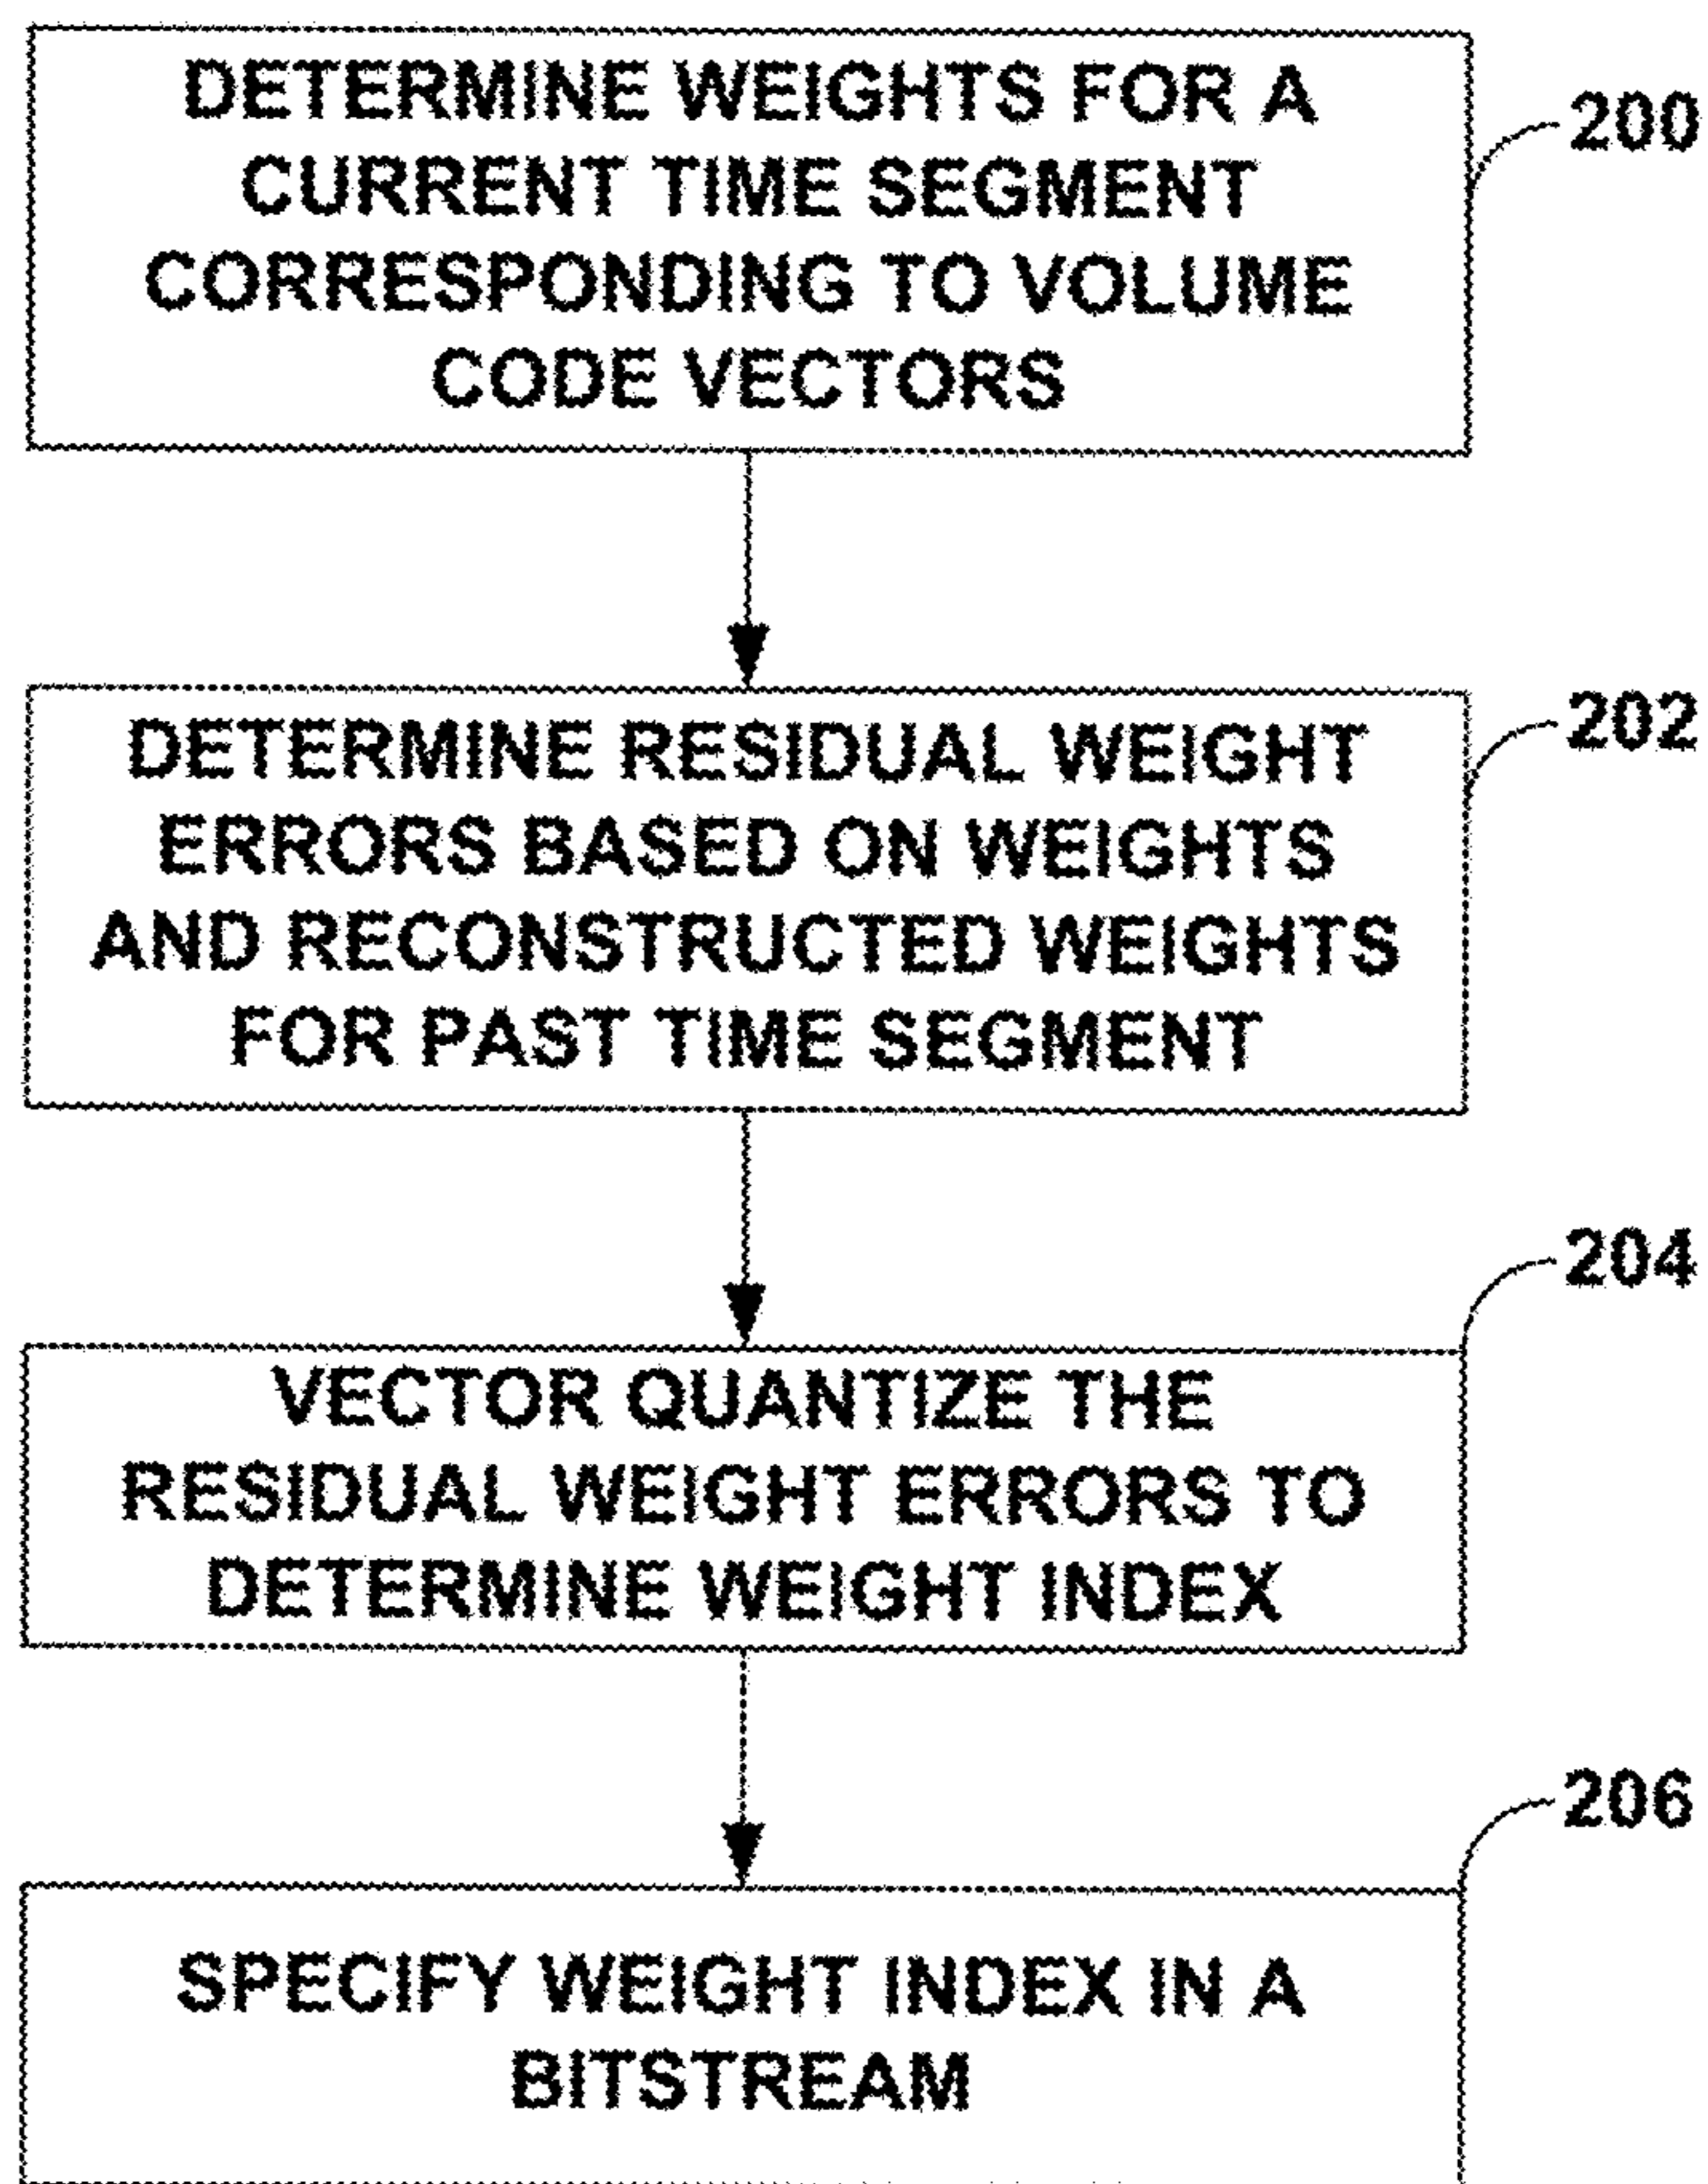 DETERMINE WEIGHTS FOR A
CURRENT TIME SEGMENT
CORRESPONDING TO VOLUME
CODE VECTORS
200
DETERMINE RESIDUAL WEIGHT
ERRORS BASED ON WEIGHTS
AND RECONSTRUCTED WEIGHTS
FOR PAST TIME SEGMENT
202
VECTOR QUANTIZE THE
RESIDUAL WEIGHT ERRORS TO
DETERMINE WEIGHT INDEX
204
SPECIFY WEIGHT INDEX IN A
BITSTREAM
206